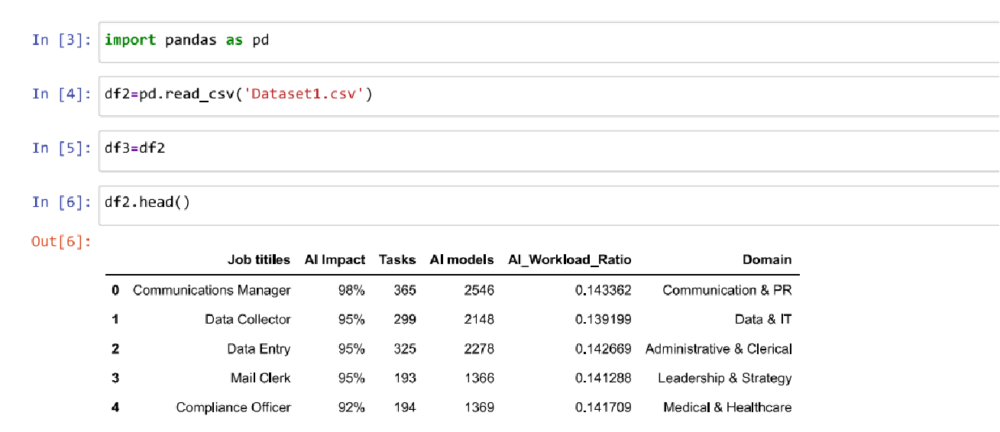 In [3]: import pandas as pd
In [4]: df2=pd.read_csv('Dataset1.csv')
In [5]: df3=df2
In [6]: df2.head()
Out[6]:
Job titiles AI Impact Tasks AI models AI_Workload_Ratio Domain
0 Communications Manager 98% 365 2546 0.143362 Communication & PR
1 Data Collector 95% 299 2148 0.139199 Data & IT
2 Data Entry 95% 325 2278 0.142669 Administrative & Clerical
3 Mail Clerk 95% 193 1366 0.141288 Leadership & Strategy
4 Compliance Officer 92% 194 1369 0.141709 Medical & Healthcare